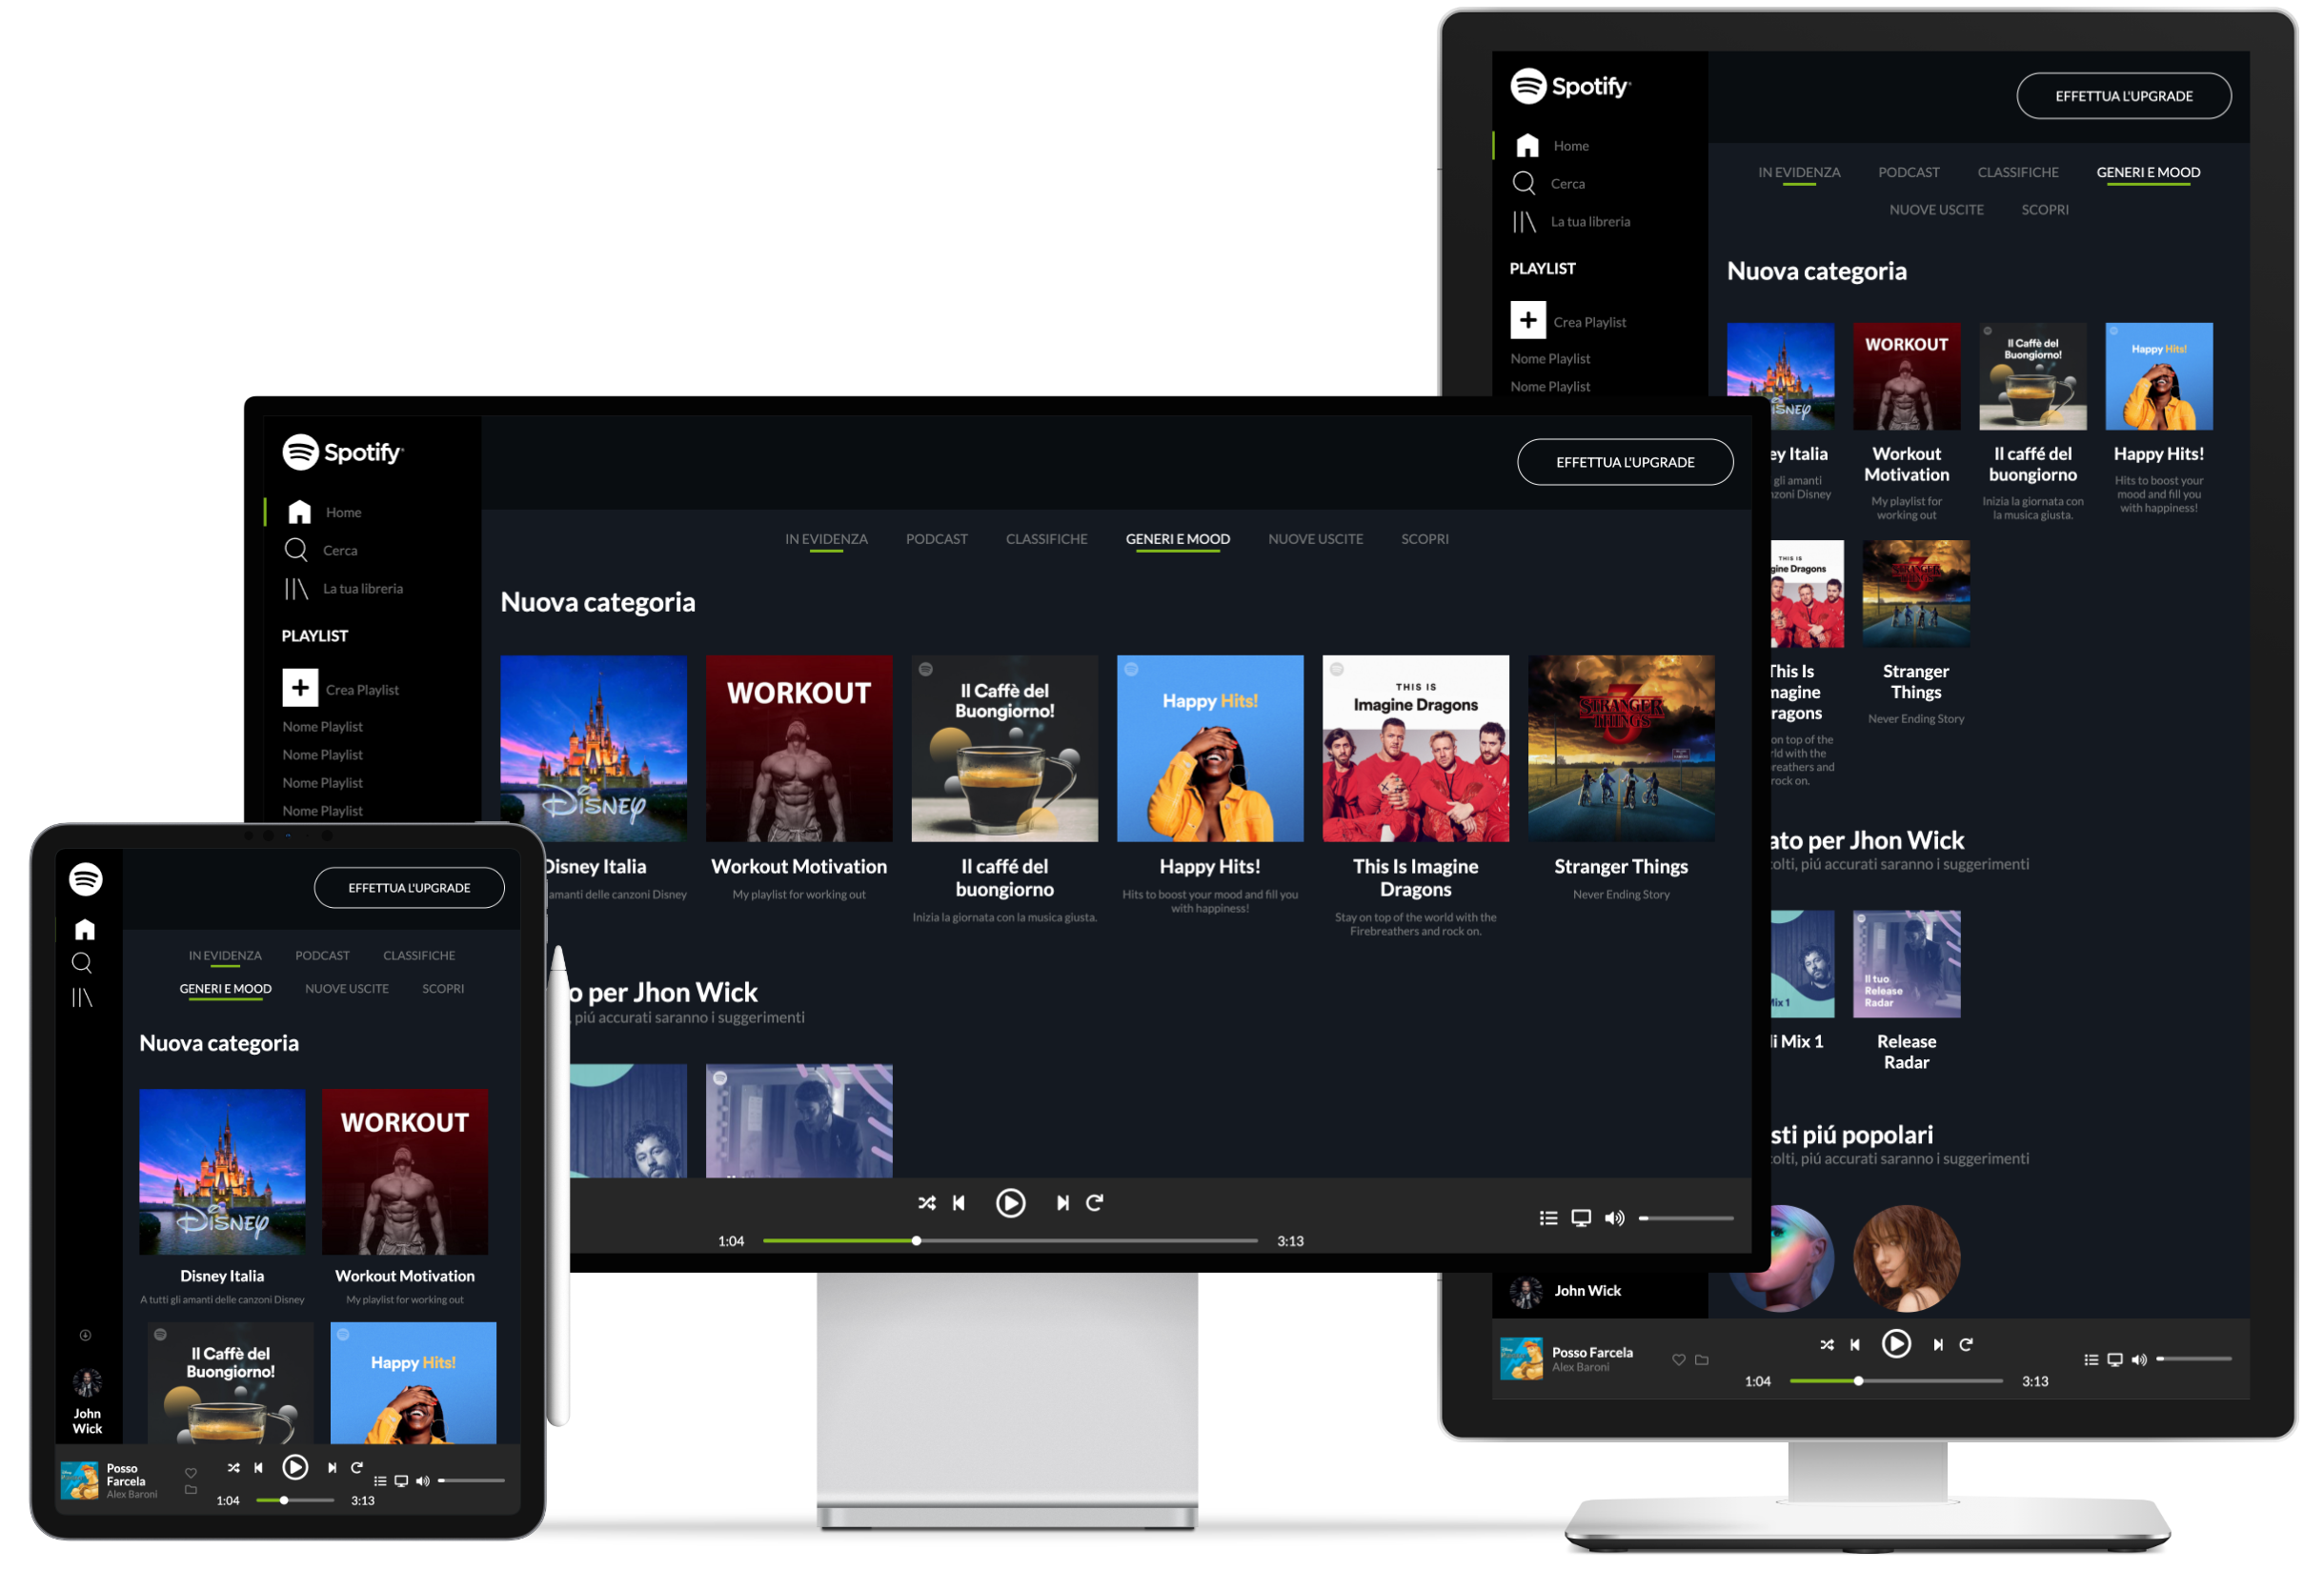 Spotify
EFFETTUA L'UPGRADE
Home
Cerca
La tua libreria
IN EVIDENZA
PODCAST
CLASSIFICHE
GENERI E MOOD
NUOVE USCITE
SCOPRI
PLAYLIST
Crea Playlist
Nome Playlist
Nome Playlist
Nuova categoria
DISNEY
WORKOUT
Il Caffè del
Buongiorno!
Happy Hits!
ey Italia
gli amanti
nzoni Disney
Workout
Motivation
My playlist for
working out
Il caffé del
buongiorno
Inizia la giornata con
la musica giusta.
Happy Hits!
Hits to boost your
mood and fill you
with happiness!
THIS IS
gine Dragons
STRANGER
THINGS
3
This Is
magine
ragons
on top of the
rld with the
reathers and
rock on.
Stranger
Things
Never Ending Story
ato per Jhon Wick
colti, piú accurati saranno i suggerimenti
Mix 1
Il tuo
Release
Radar
li Mix 1
Release
Radar
sti piú popolari
colti, piú accurati saranno i suggerimenti
John Wick
Posso Farcela
Alex Baroni
1:04
3:13
Spotify
EFFETTUA L'UPGRADE
Home
Cerca
La tua libreria
IN EVIDENZA
PODCAST
CLASSIFICHE
GENERI E MOOD
NUOVE USCITE
SCOPRI
PLAYLIST
Crea Playlist
Nome Playlist
Nome Playlist
Nome Playlist
Nome Playlist
Nuova categoria
DISNEY
WORKOUT
Il Caffè del
Buongiorno!
Happy Hits!
THIS IS
Imagine Dragons
STRANGER
THINGS
3
Disney Italia
amanti delle canzoni Disney
Workout Motivation
My playlist for working out
Il caffé del
buongiorno
Inizia la giornata con la musica giusta.
Happy Hits!
Hits to boost your mood and fill you
with happiness!
This Is Imagine
Dragons
Stay on top of the world with the
Firebreathers and rock on.
Stranger Things
Never Ending Story
o per Jhon Wick
, piú accurati saranno i suggerimenti
1:04
3:13
EFFETTUA L'UPGRADE
IN EVIDENZA
PODCAST
CLASSIFICHE
GENERI E MOOD
NUOVE USCITE
SCOPRI
Nuova categoria
DISNEY
WORKOUT
Disney Italia
A tutti gli amanti delle canzoni Disney
Workout Motivation
My playlist for working out
Il Caffè del
Buongiorno!
Happy Hits!
John
Wick
Posso
Farcela
Alex Baroni
1:04
3:13